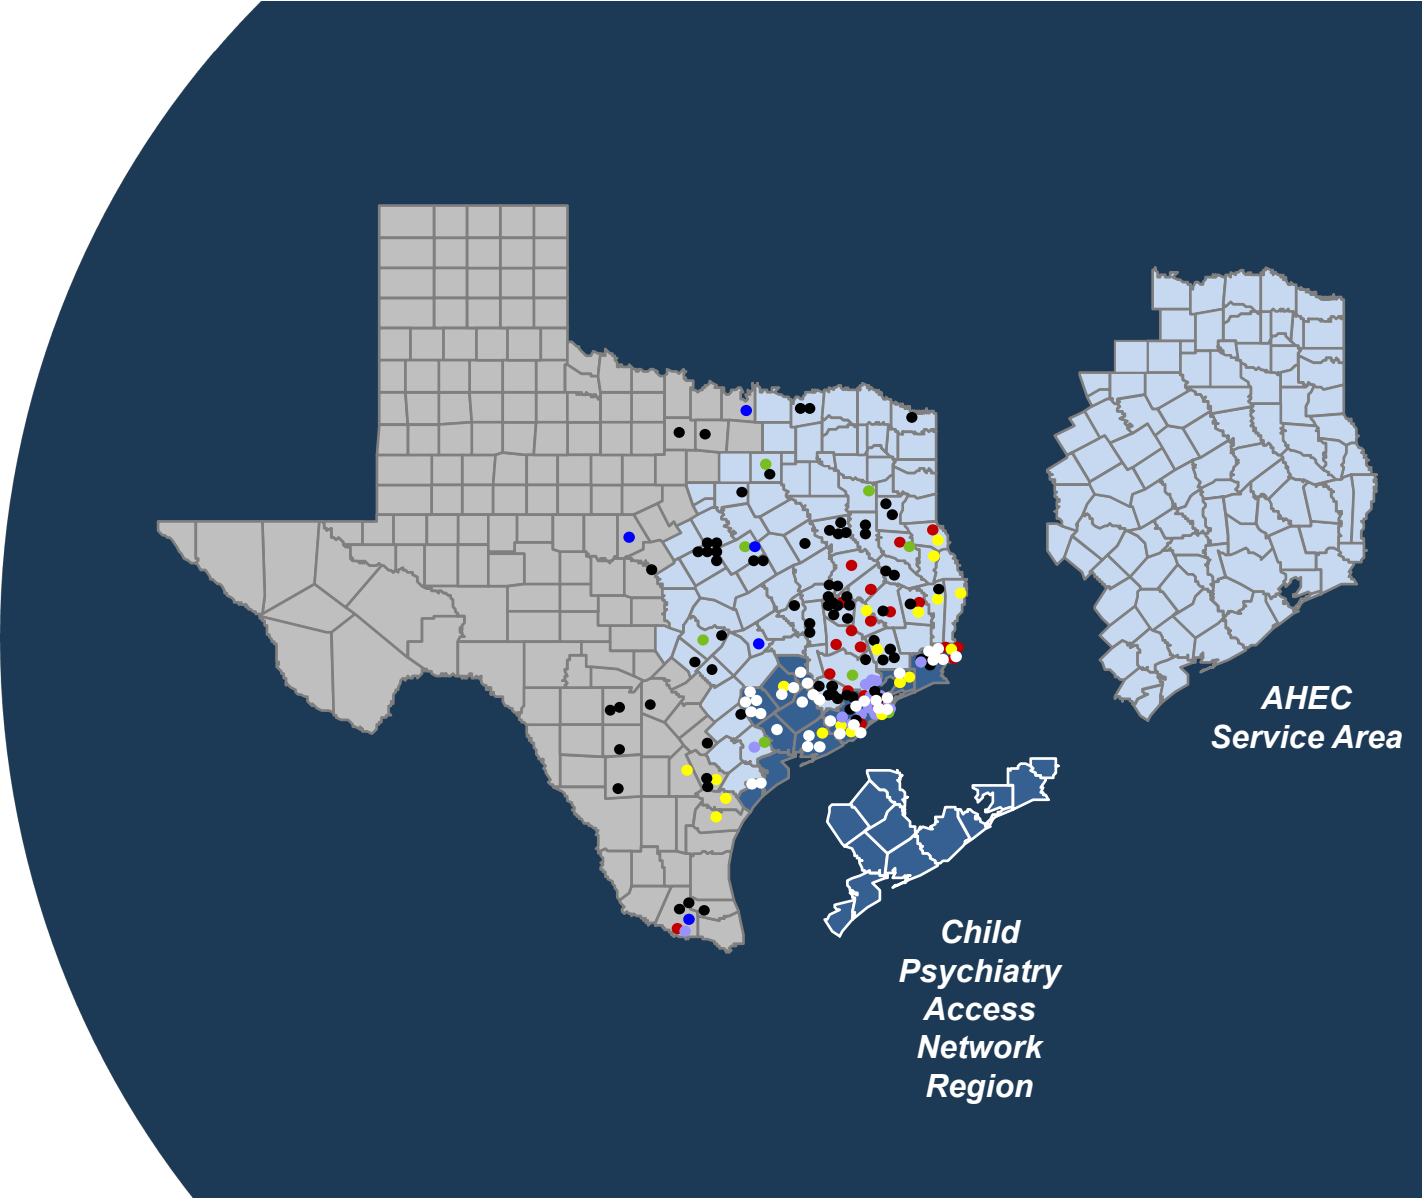 AHEC
Service Area
Child
Psychiatry
Access
Network
Region